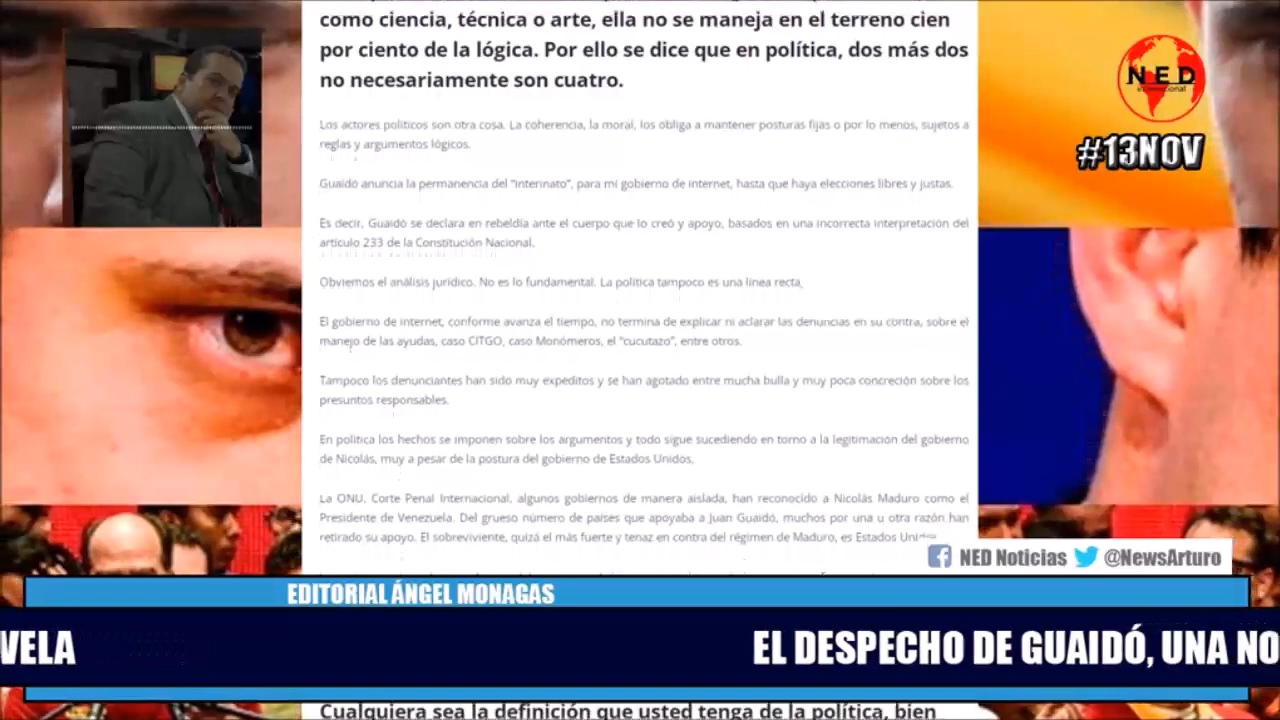 como ciencia, técnica o arte, ella no se maneja en el terreno cien
por ciento de la lógica. Por ello se dice que en política, dos más dos
no necesariamente son cuatro.
Los actores políticos son otra cosa. La coherencia, la moral, los obliga a mantener posturas fijas o por lo menos, sujetos a
reglas y argumentos lógicos.
Guaidó anuncia la permanencia del "interinato", para mi gobierno de internet, hasta que haya elecciones libres y justas.
Es decir, Guaidó se declara en rebeldía ante el cuerpo que lo creó y apoyo, basados en una incorrecta interpretación del
artículo 233 de la Constitución Nacional.
Obviemos el análisis jurídico. No es lo fundamental. La política tampoco es una línea recta,
El gobierno de internet, conforme avanza el tiempo, no termina de explicar ni aclarar las denuncias en su contra, sobre el
manejo de las ayudas, caso CITGO, caso Monómeros, el "cucutazo", entre otros.
Tampoco los denunciantes han sido muy expeditos y se han agotado entre mucha bulla y muy poca concreción sobre los
presuntos responsables.
En política los hechos se imponen sobre los argumentos y todo sigue sucediendo en torno a la legitimación del gobierno
de Nicolás, muy a pesar de la postura del gobierno de Estados Unidos.
La ONU, Corte Penal Internacional, algunos gobiernos de manera aislada, han reconocido a Nicolás Maduro como el
Presidente de Venezuela. Del grueso número de países que apoyaba a Juan Guaidó, muchos por una u otra razón han
retirado su apoyo. El sobreviviente, quizá el más fuerte y tenaz en contra del régimen de Maduro, es Estados Unidos
NED
#13NOV
NED Noticias @NewsArturo
EDITORIAL ÁNGEL MONAGAS
VELA EL DESPECHO DE GUAIDÓ, UNA NO
Cualquiera sea la definición que usted tenga de la política, bien